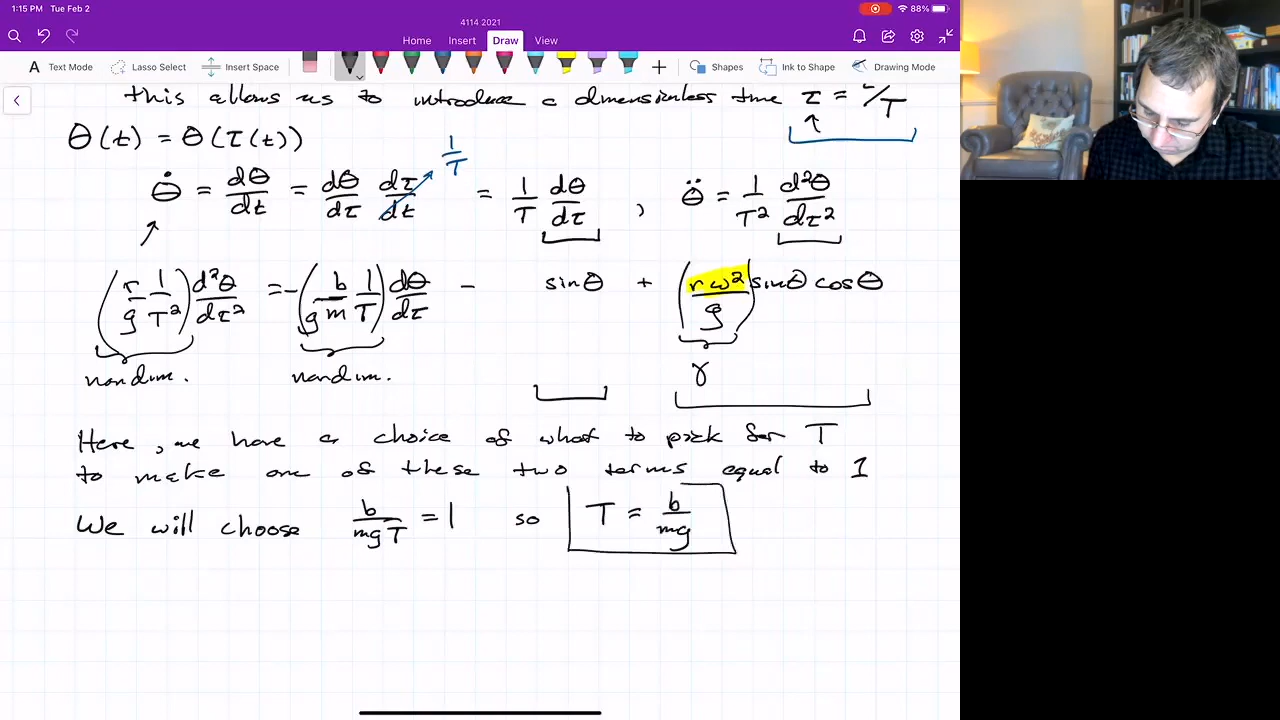 1:15 PM Tue Feb 2
88%
4114 2021
Home Insert Draw View
Text Mode Lasso Select Insert Space Shapes Ink to Shape Drawing Mode
this allows us to introduce a dimensionless time τ = t/T
θ(t) = θ(τ(t))
θ̇ = dθ/dt = dθ/dτ dτ/dt 1/T = 1/T dθ/dτ , θ̈ = 1/T² d²θ/dτ²
(r/g 1/T²) d²θ/dτ² = -(b/gm 1/T) dθ/dτ - sinθ + (rω²/g) sinθ cosθ
nondim. nondim. γ
Here, we have a choice of what to pick for T
to make one of these two terms equal to 1
We will choose b/mgT = 1 so T = b/mg